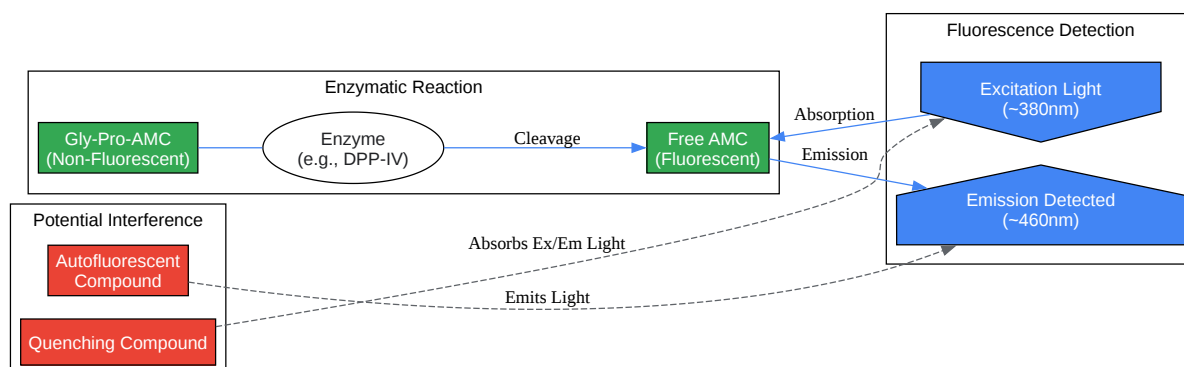 Fluorescence Detection
Excitation Light
(~380nm)
Emission Detected
(~460nm)
Enzymatic Reaction
Gly-Pro-AMC
(Non-Fluorescent)
Enzyme
(e.g., DPP-IV)
Cleavage
Free AMC
(Fluorescent)
Absorption
Emission
Potential Interference
Autofluorescent
Compound
Quenching Compound
Absorbs Ex/Em Light
Emits Light